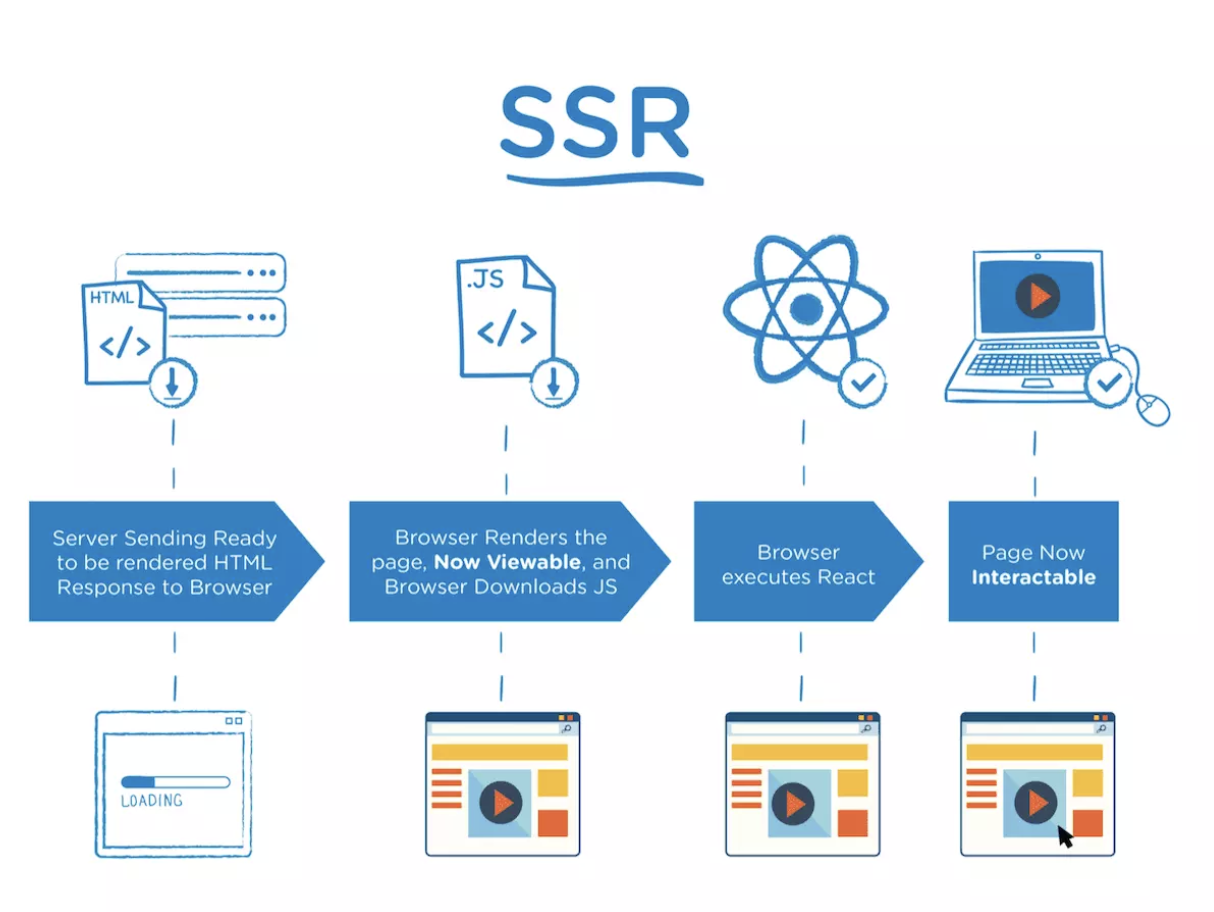 SSR
HTML
</>
.JS
</>
Server Sending Ready
to be rendered HTML
Response to Browser
Browser Renders the
page, Now Viewable, and
Browser Downloads JS
Browser
executes React
Page Now
Interactable
LOADING